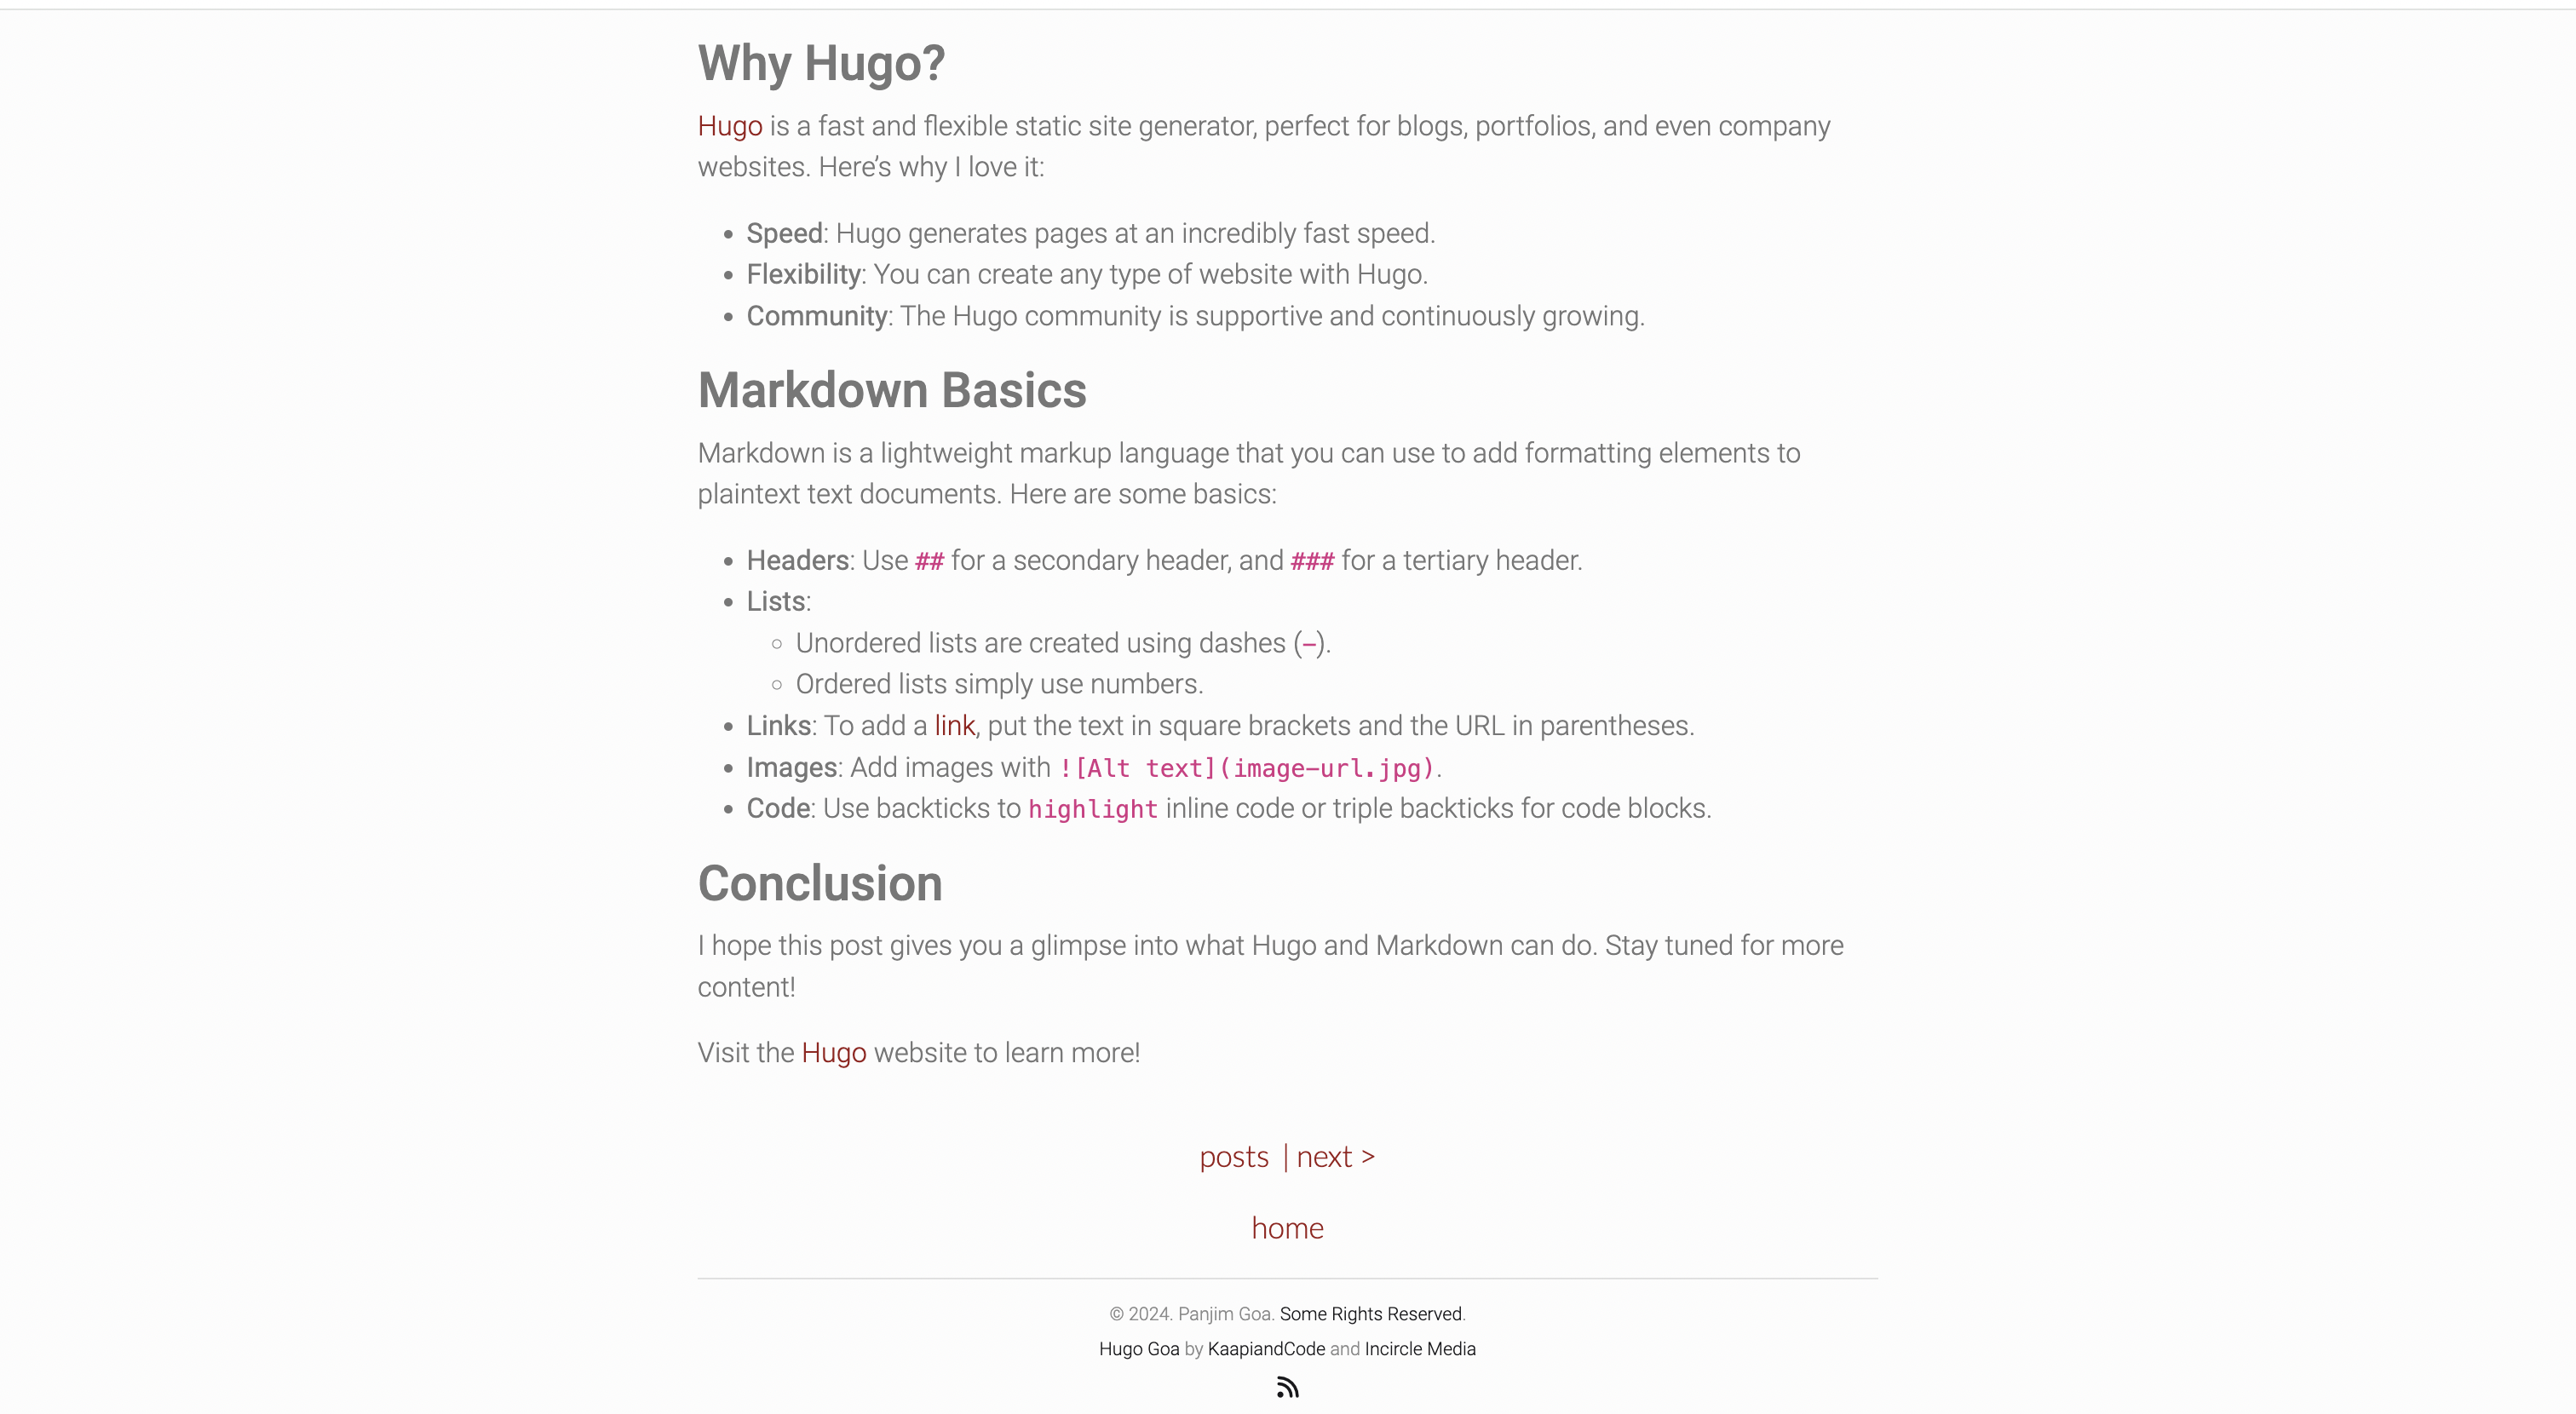 Why Hugo?
Hugo is a fast and flexible static site generator, perfect for blogs, portfolios, and even company
websites. Here’s why I love it:
Speed: Hugo generates pages at an incredibly fast speed.
Flexibility: You can create any type of website with Hugo.
Community: The Hugo community is supportive and continuously growing.
Markdown Basics
Markdown is a lightweight markup language that you can use to add formatting elements to
plaintext text documents. Here are some basics:
Headers: Use ## for a secondary header, and ### for a tertiary header.
Lists:
Unordered lists are created using dashes (-).
Ordered lists simply use numbers.
Links: To add a link, put the text in square brackets and the URL in parentheses.
Images: Add images with ![Alt text](image-url.jpg).
Code: Use backticks to highlight inline code or triple backticks for code blocks.
Conclusion
I hope this post gives you a glimpse into what Hugo and Markdown can do. Stay tuned for more
content!
Visit the Hugo website to learn more!
posts | next >
home
© 2024. Panjim Goa. Some Rights Reserved.
Hugo Goa by KaapiandCode and Incircle Media